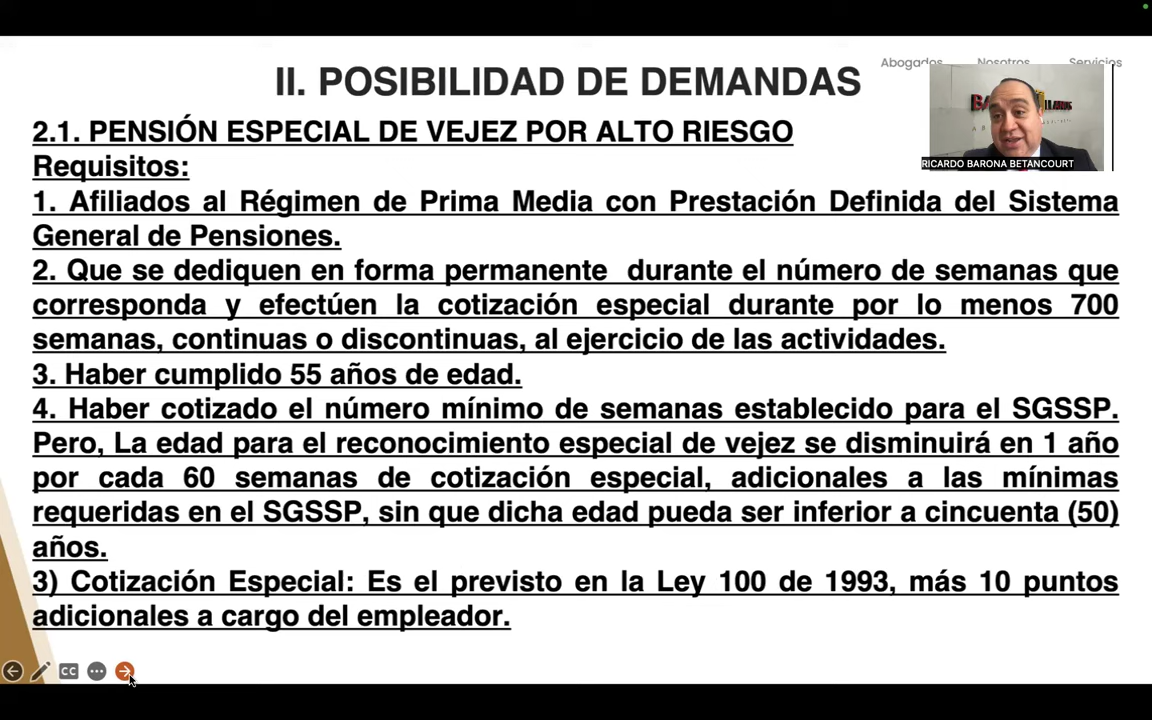 Abogados Nosotros Servicios
II. POSIBILIDAD DE DEMANDAS
2.1. PENSIÓN ESPECIAL DE VEJEZ POR ALTO RIESGO
RICARDO BARONA BETANCOURT
Requisitos:
1. Afiliados al Régimen de Prima Media con Prestación Definida del Sistema
General de Pensiones.
2. Que se dediquen en forma permanente durante el número de semanas que
corresponda y efectúen la cotización especial durante por lo menos 700
semanas, continuas o discontinuas, al ejercicio de las actividades.
3. Haber cumplido 55 años de edad.
4. Haber cotizado el número mínimo de semanas establecido para el SGSSP.
Pero, La edad para el reconocimiento especial de vejez se disminuirá en 1 año
por cada 60 semanas de cotización especial, adicionales a las mínimas
requeridas en el SGSSP, sin que dicha edad pueda ser inferior a cincuenta (50)
años.
3) Cotización Especial: Es el previsto en la Ley 100 de 1993, más 10 puntos
adicionales a cargo del empleador.
CC